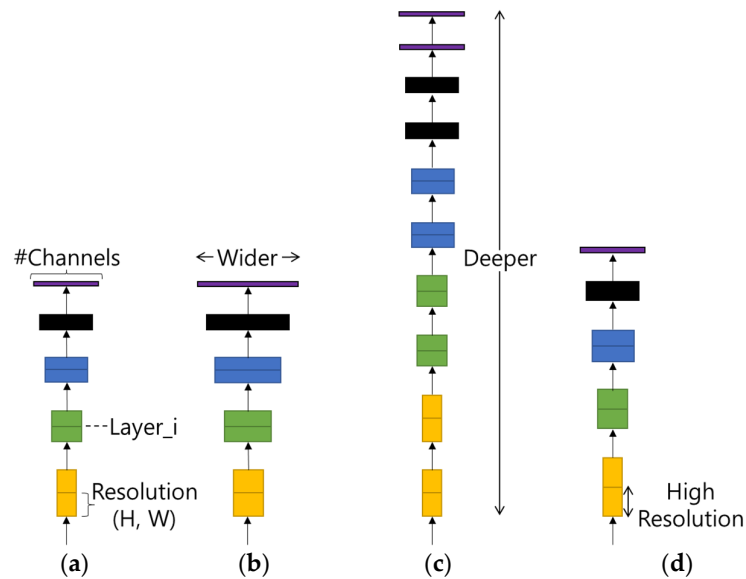 #Channels
Layer_i
Resolution
(H, W)
(a)
← Wider →
(b)
Deeper
(c)
High
Resolution
(d)